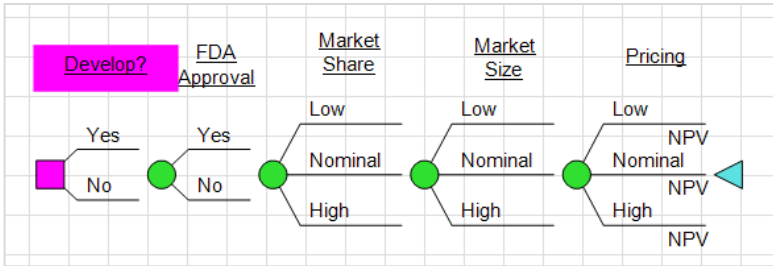 Develop?
FDA
Approval
Market
Share
Market
Size
Pricing
Yes
No
Yes
No
Low
Nominal
High
Low
Nominal
High
Low
NPV
Nominal
NPV
High
NPV